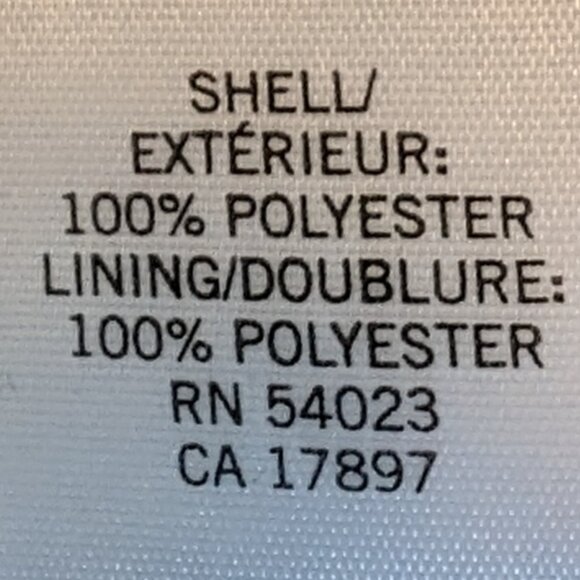 SHELL/
EXTÉRIEUR:
100% POLYESTER
LINING/DOUBLURE:
100% POLYESTER
RN 54023
CA 17897